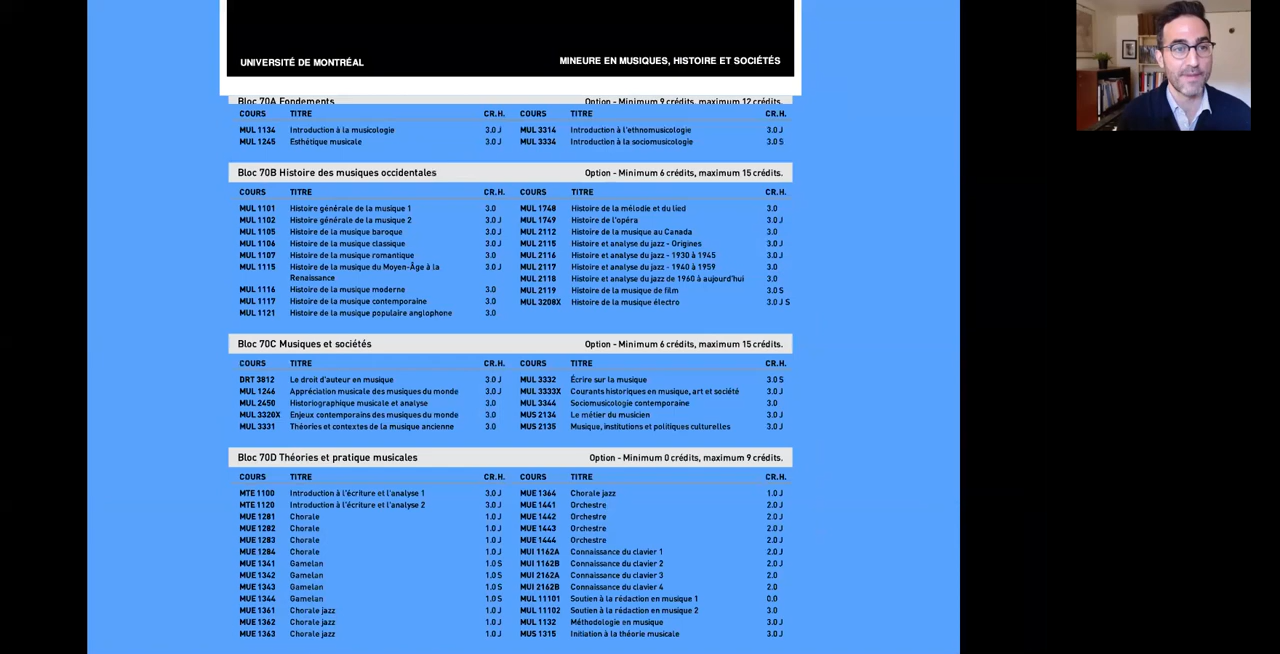 UNIVERSITÉ DE MONTRÉAL
MINEURE EN MUSIQUES, HISTOIRE ET SOCIÉTÉS
Bloc 70A Fondements Option - Minimum 9 crédits, maximum 12 crédits.
COURS TITRE CR.H. COURS TITRE CR.H.
MUL 1134 Introduction à la musicologie 3.0 J MUL 3314 Introduction à l'ethnomusicologie 3.0 J
MUL 1245 Esthétique musicale 3.0 J MUL 3334 Introduction à la sociomusicologie 3.0 S
Bloc 70B Histoire des musiques occidentales Option - Minimum 6 crédits, maximum 15 crédits.
COURS TITRE CR.H. COURS TITRE CR.H.
MUL 1101 Histoire générale de la musique 1 3.0 MUL 1748 Histoire de la mélodie et du lied 3.0
MUL 1102 Histoire générale de la musique 2 3.0 J MUL 1749 Histoire de l'opéra 3.0 J
MUL 1105 Histoire de la musique baroque 3.0 J MUL 2112 Histoire de la musique au Canada 3.0
MUL 1106 Histoire de la musique classique 3.0 J MUL 2115 Histoire et analyse du jazz - Origines 3.0 J
MUL 1107 Histoire de la musique romantique 3.0 MUL 2116 Histoire et analyse du jazz - 1930 à 1945 3.0 J
MUL 1115 Histoire de la musique du Moyen-Âge à la 3.0 J MUL 2117 Histoire et analyse du jazz - 1940 à 1959 3.0
Renaissance MUL 2118 Histoire et analyse du jazz de 1960 à aujourd'hui 3.0
MUL 1116 Histoire de la musique moderne 3.0 MUL 2119 Histoire de la musique de film 3.0 S
MUL 1117 Histoire de la musique contemporaine 3.0 MUL 3208X Histoire de la musique électro 3.0 J S
MUL 1121 Histoire de la musique populaire anglophone 3.0
Bloc 70C Musiques et sociétés Option - Minimum 6 crédits, maximum 15 crédits.
COURS TITRE CR.H. COURS TITRE CR.H.
DRT 3812 Le droit d'auteur en musique 3.0 J MUL 3332 Écrire sur la musique 3.0 S
MUL 1246 Appréciation musicale des musiques du monde 3.0 J MUL 3333X Courants historiques en musique, art et société 3.0 J
MUL 2450 Historiographique musicale et analyse 3.0 MUL 3344 Sociomusicologie contemporaine 3.0
MUL 3320X Enjeux contemporains des musiques du monde 3.0 MUS 2134 Le métier du musicien 3.0 J
MUL 3331 Théories et contextes de la musique ancienne 3.0 MUS 2135 Musique, institutions et politiques culturelles 3.0 J
Bloc 70D Théories et pratique musicales Option - Minimum 0 crédits, maximum 9 crédits.
COURS TITRE CR.H. COURS TITRE CR.H.
MTE 1100 Introduction à l'écriture et l'analyse 1 3.0 J MUE 1364 Chorale jazz 1.0 J
MTE 1120 Introduction à l'écriture et l'analyse 2 3.0 J MUE 1441 Orchestre 2.0 J
MUE 1281 Chorale 1.0 J MUE 1442 Orchestre 2.0 J
MUE 1282 Chorale 1.0 J MUE 1443 Orchestre 2.0 J
MUE 1283 Chorale 1.0 J MUE 1444 Orchestre 2.0 J
MUE 1284 Chorale 1.0 J MUI 1162A Connaissance du clavier 1 2.0 J
MUE 1341 Gamelan 1.0 S MUI 1162B Connaissance du clavier 2 2.0 J
MUE 1342 Gamelan 1.0 S MUI 2162A Connaissance du clavier 3 2.0
MUE 1343 Gamelan 1.0 S MUI 2162B Connaissance du clavier 4 2.0
MUE 1344 Gamelan 1.0 S MUL 11101 Soutien à la rédaction en musique 1 0.0
MUE 1361 Chorale jazz 1.0 J MUL 11102 Soutien à la rédaction en musique 2 3.0
MUE 1362 Chorale jazz 1.0 J MUL 1132 Méthodologie en musique 3.0 J
MUE 1363 Chorale jazz 1.0 J MUS 1315 Initiation à la théorie musicale 3.0 J